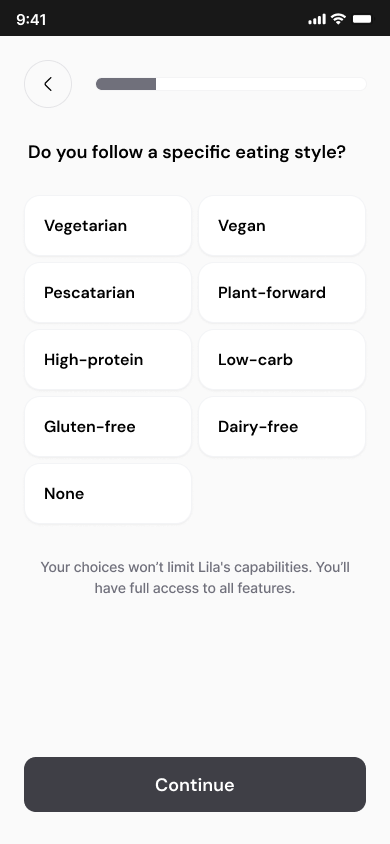 9:41
Do you follow a specific eating style?
Vegetarian
Vegan
Pescatarian
Plant-forward
High-protein
Low-carb
Gluten-free
Dairy-free
None
Your choices won’t limit Lila's capabilities. You’ll
have full access to all features.
Continue